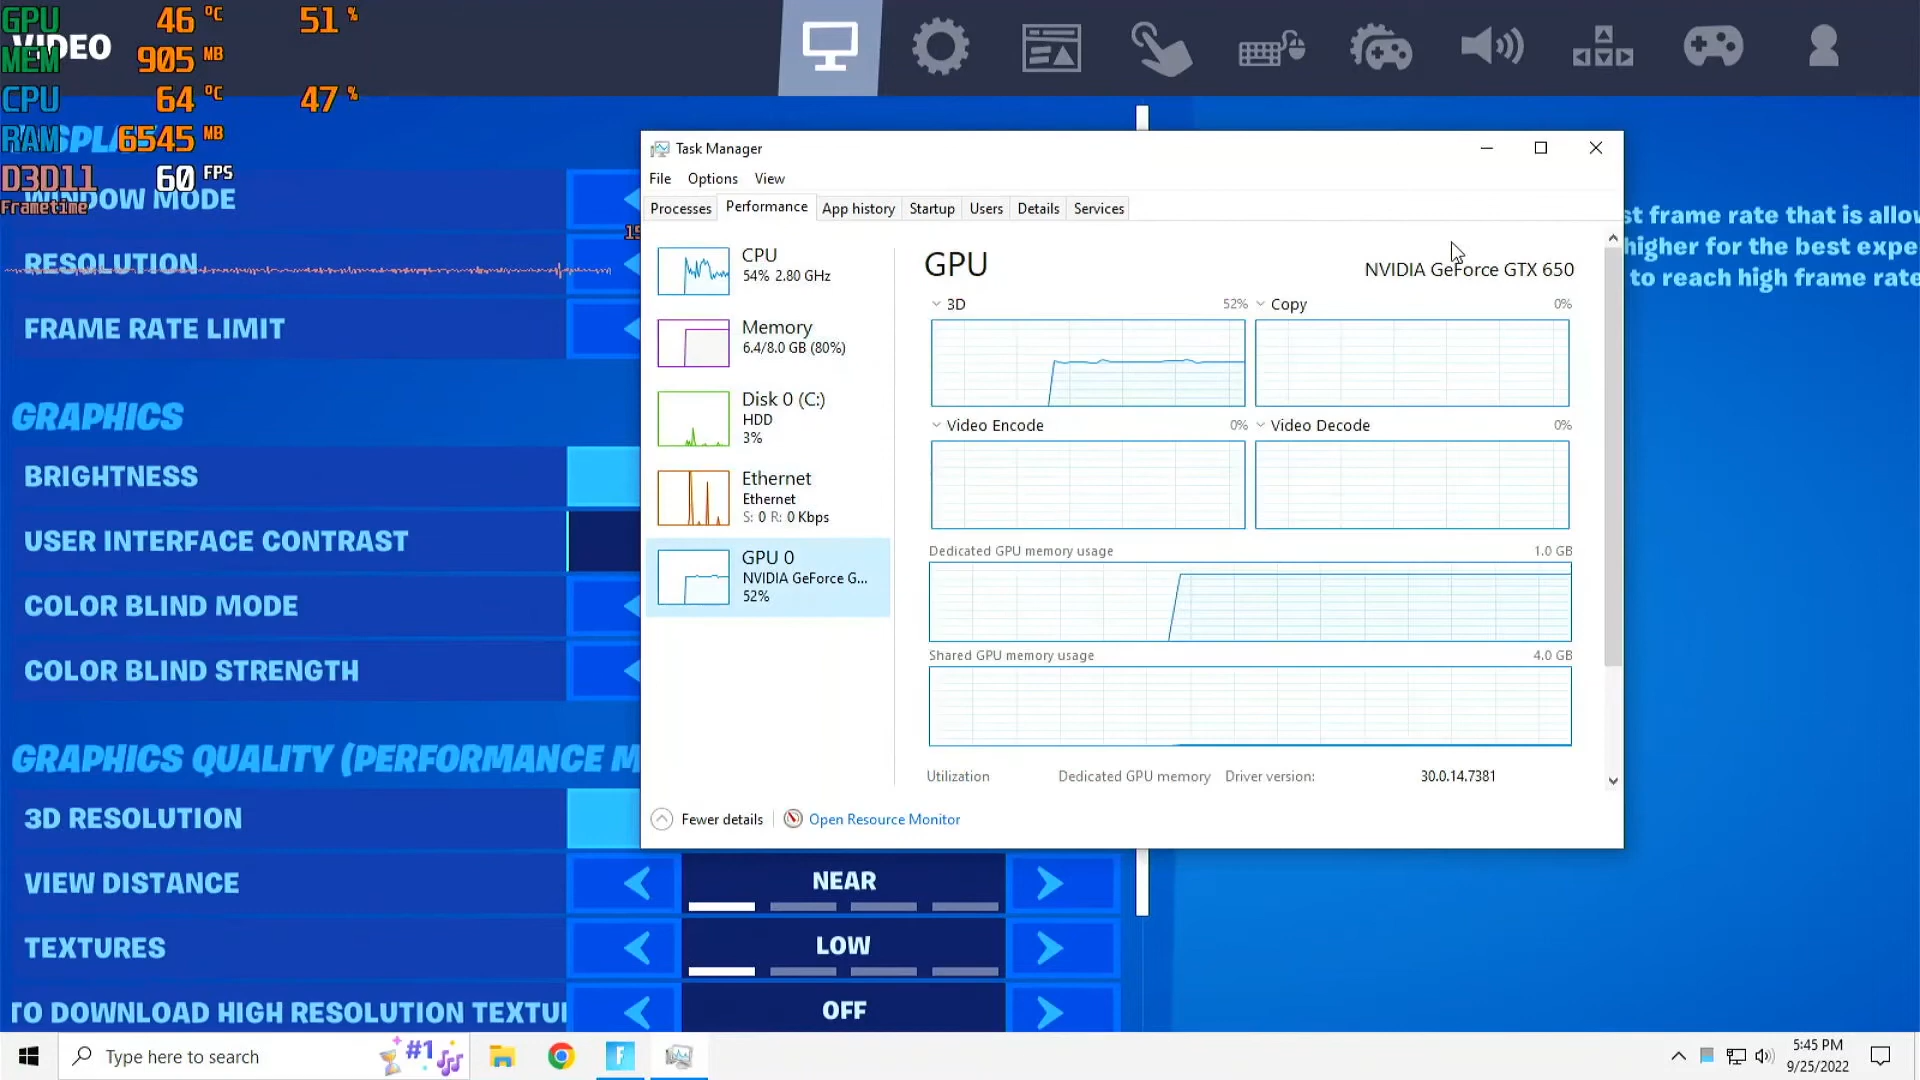 GPU 46 °C 51 %
VIDEO
MEM 905 MB
CPU 64 °C 47 %
RAM 6545 MB
D3D11 60 FPS
Frametime
WINDOW MODE
RESOLUTION
FRAME RATE LIMIT
GRAPHICS
BRIGHTNESS
USER INTERFACE CONTRAST
COLOR BLIND MODE
COLOR BLIND STRENGTH
GRAPHICS QUALITY (PERFORMANCE M
3D RESOLUTION
VIEW DISTANCE NEAR
TEXTURES LOW
TO DOWNLOAD HIGH RESOLUTION TEXTU OFF
Task Manager
File Options View
Processes Performance App history Startup Users Details Services
CPU
54% 2.80 GHz
Memory
6.4/8.0 GB (80%)
Disk 0 (C:)
HDD
3%
Ethernet
Ethernet
S: 0 R: 0 Kbps
GPU 0
NVIDIA GeForce G...
52%
GPU NVIDIA GeForce GTX 650
3D 52% Copy 0%
Video Encode 0% Video Decode 0%
Dedicated GPU memory usage 1.0 GB
Shared GPU memory usage 4.0 GB
Utilization Dedicated GPU memory Driver version: 30.0.14.7381
Fewer details Open Resource Monitor
st frame rate that is allow
higher for the best expe
to reach high frame rate
Type here to search #1
F
5:45 PM
9/25/2022